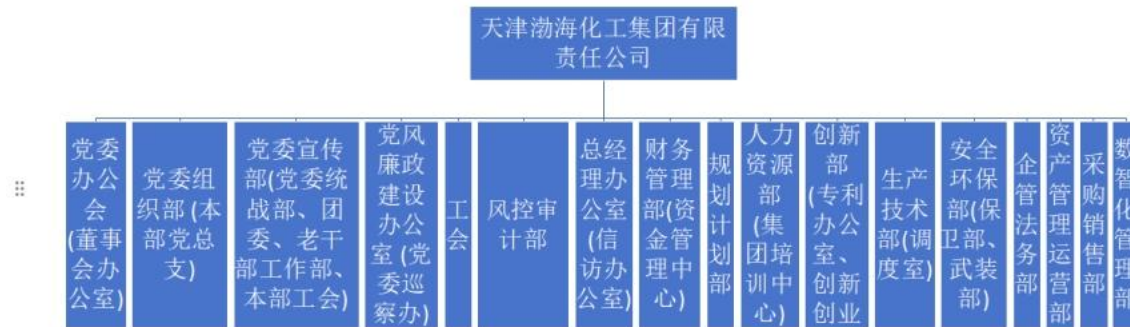 天津渤海化工集团有限
责任公司
党委
办公
会
(董事
会办
公室)
党委组
织部 (本
部党总
支)
党委宣传
部(党委统
战部、团
委、老干
部工作部、
本部工会)
党风
廉政
建设
办公
室 (党
委巡
察办)
工
会
风控审
计部
总经
理办
公室
(信
访办
公室)
财务
管理
部(资
金管
理中
心)
规
划
计
划
部
人力
资源
部
(集
团培
训中
心)
创新
部
(专利
办公
室、
创新
创业
生产
技术
部(调
度室)
安全
环保
部(保
卫部、
武装
部)
企
管
法
务
部
资
产
管
理
运
营
部
采
购
销
售
部
数
智
化
管
理
部